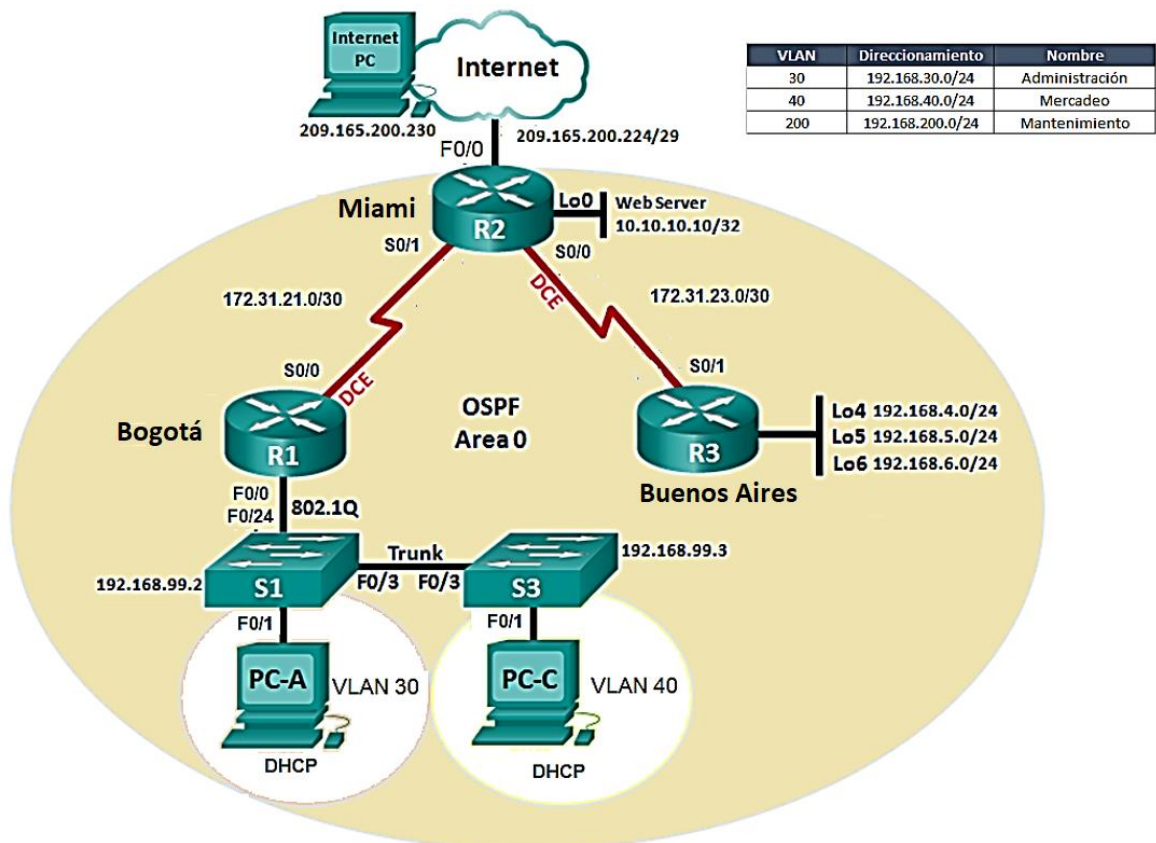 Internet
PC
Internet
209.165.200.230
209.165.200.224/29
F0/0
VLAN Direccionamiento Nombre
30 192.168.30.0/24 Administración
40 192.168.40.0/24 Mercadeo
200 192.168.200.0/24 Mantenimiento
Miami
R2
Lo0
Web Server
10.10.10.10/32
S0/1
S0/0
DCE
172.31.21.0/30
172.31.23.0/30
S0/0
DCE
S0/1
Bogotá
R1
OSPF
Area 0
R3
Buenos Aires
Lo4 192.168.4.0/24
Lo5 192.168.5.0/24
Lo6 192.168.6.0/24
F0/0
F0/24
802.1Q
192.168.99.2
S1
Trunk
F0/3 F0/3
S3
192.168.99.3
F0/1
F0/1
PC-A
VLAN 30
PC-C
VLAN 40
DHCP
DHCP